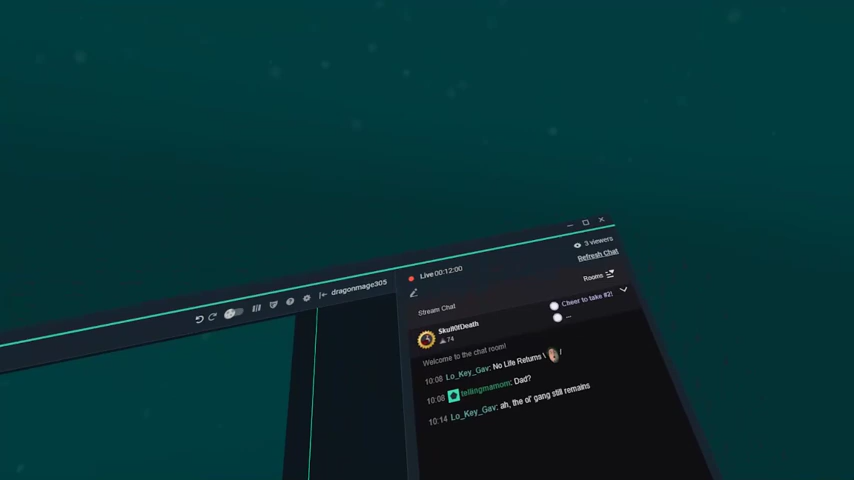 3 viewers
Live 00:12:00
Refresh Chat
dragonmage305
Rooms
Stream Chat
SkullOfDeath
Cheer to take #2!
74
...
Welcome to the chat room!
10:08 Lo_Key_Gav: No Life Returns \ /
10:08 tellingmamom: Dad?
10:14 Lo_Key_Gav: ah, the ol' gang still remains